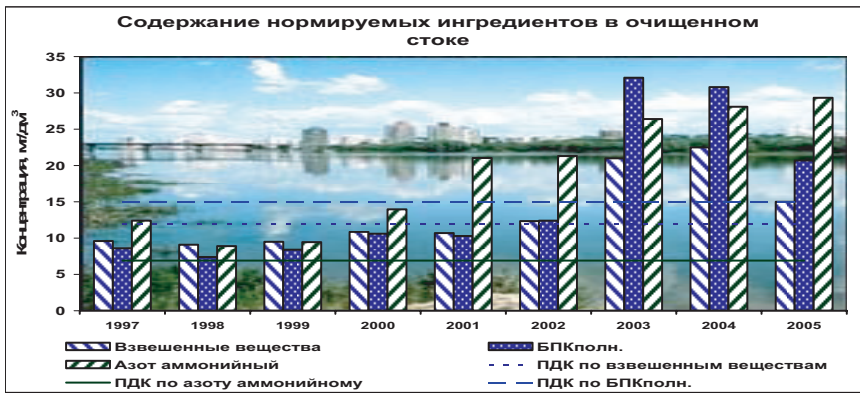 Содержание нормируемых ингредиентов в очищенном
стоке
Концентрация, мг/дм³
35
30
25
20
15
10
5
0
1997 1998 1999 2000 2001 2002 2003 2004 2005
Взвешенные вещества БПКполн.
Азот аммонийный ПДК по взвешенным веществам
ПДК по азоту аммонийному ПДК по БПКполн.